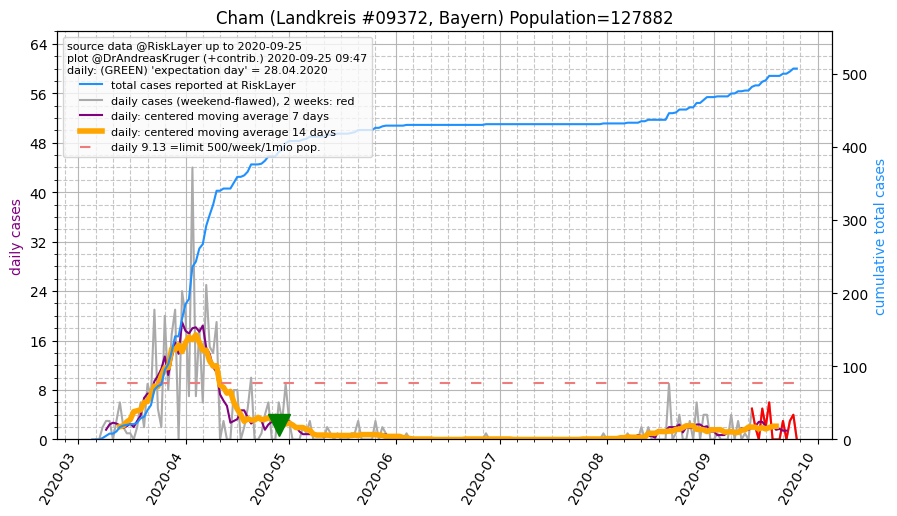 Cham (Landkreis #09372, Bayern) Population=127882
source data @RiskLayer up to 2020-09-25
plot @DrAndreasKruger (+contrib.) 2020-09-25 09:47
daily: (GREEN) 'expectation day' = 28.04.2020
total cases reported at RiskLayer
daily cases (weekend-flawed), 2 weeks: red
daily: centered moving average 7 days
daily: centered moving average 14 days
daily 9.13 =limit 500/week/1mio pop.
daily cases
64
56
48
40
32
24
16
8
0
cumulative total cases
500
400
300
200
100
0
2020-03
2020-04
2020-05
2020-06
2020-07
2020-08
2020-09
2020-10